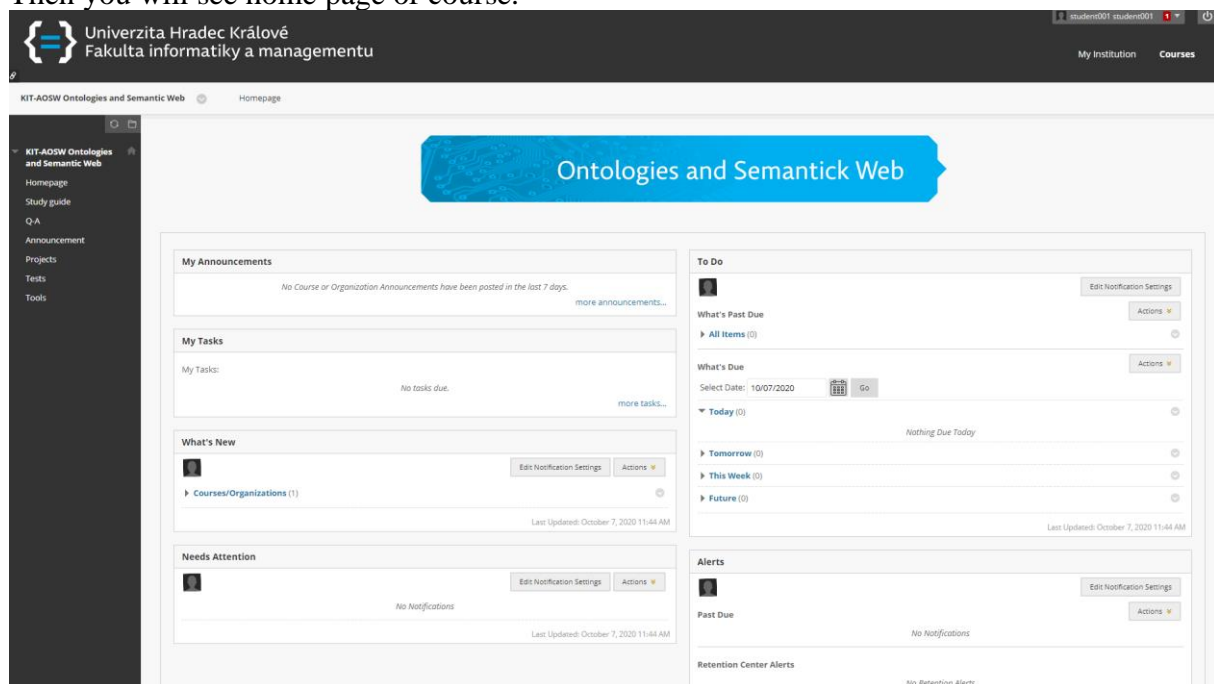 Then you will see home page of course.
student001 student001 1
Univerzita Hradec Králové
Fakulta informatiky a managementu
My Institution Courses
KIT-AOSW Ontologies and Semantic Web Homepage
KIT-AOSW Ontologies
and Semantic Web
Homepage
Study guide
Q-A
Announcement
Projects
Tests
Tools
Ontologies and Semantick Web
My Announcements
No Course or Organization Announcements have been posted in the last 7 days.
more announcements...
My Tasks
My Tasks:
No tasks due.
more tasks...
What's New
Edit Notification Settings Actions
Courses/Organizations (1)
Last Updated: October 7, 2020 11:44 AM
Needs Attention
Edit Notification Settings Actions
No Notifications
Last Updated: October 7, 2020 11:44 AM
To Do
Edit Notification Settings
What's Past Due Actions
All Items (0)
What's Due Actions
Select Date: 10/07/2020 Go
Today (0)
Nothing Due Today
Tomorrow (0)
This Week (0)
Future (0)
Last Updated: October 7, 2020 11:44 AM
Alerts
Edit Notification Settings
Past Due Actions
No Notifications
Retention Center Alerts
No Retention Alerts